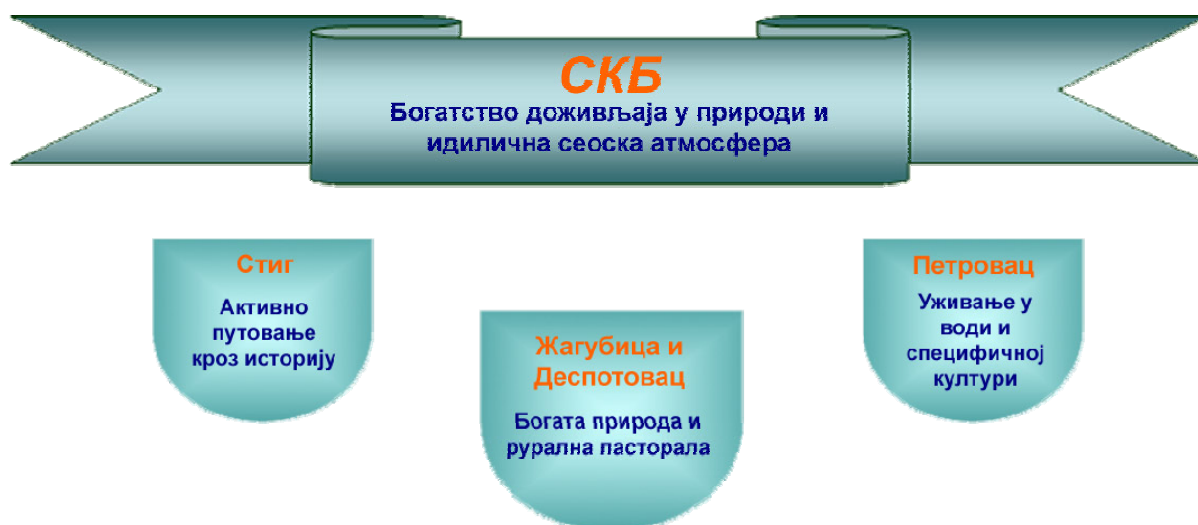 СКБ
Богатство доживљаја у природи и
идилична сеоска атмосфера
Стиг
Активно
путовање
кроз историју
Жагубица и
Деспотовац
Богата природа и
рурална пасторала
Петровац
Уживање у
води и
специфичној
култури